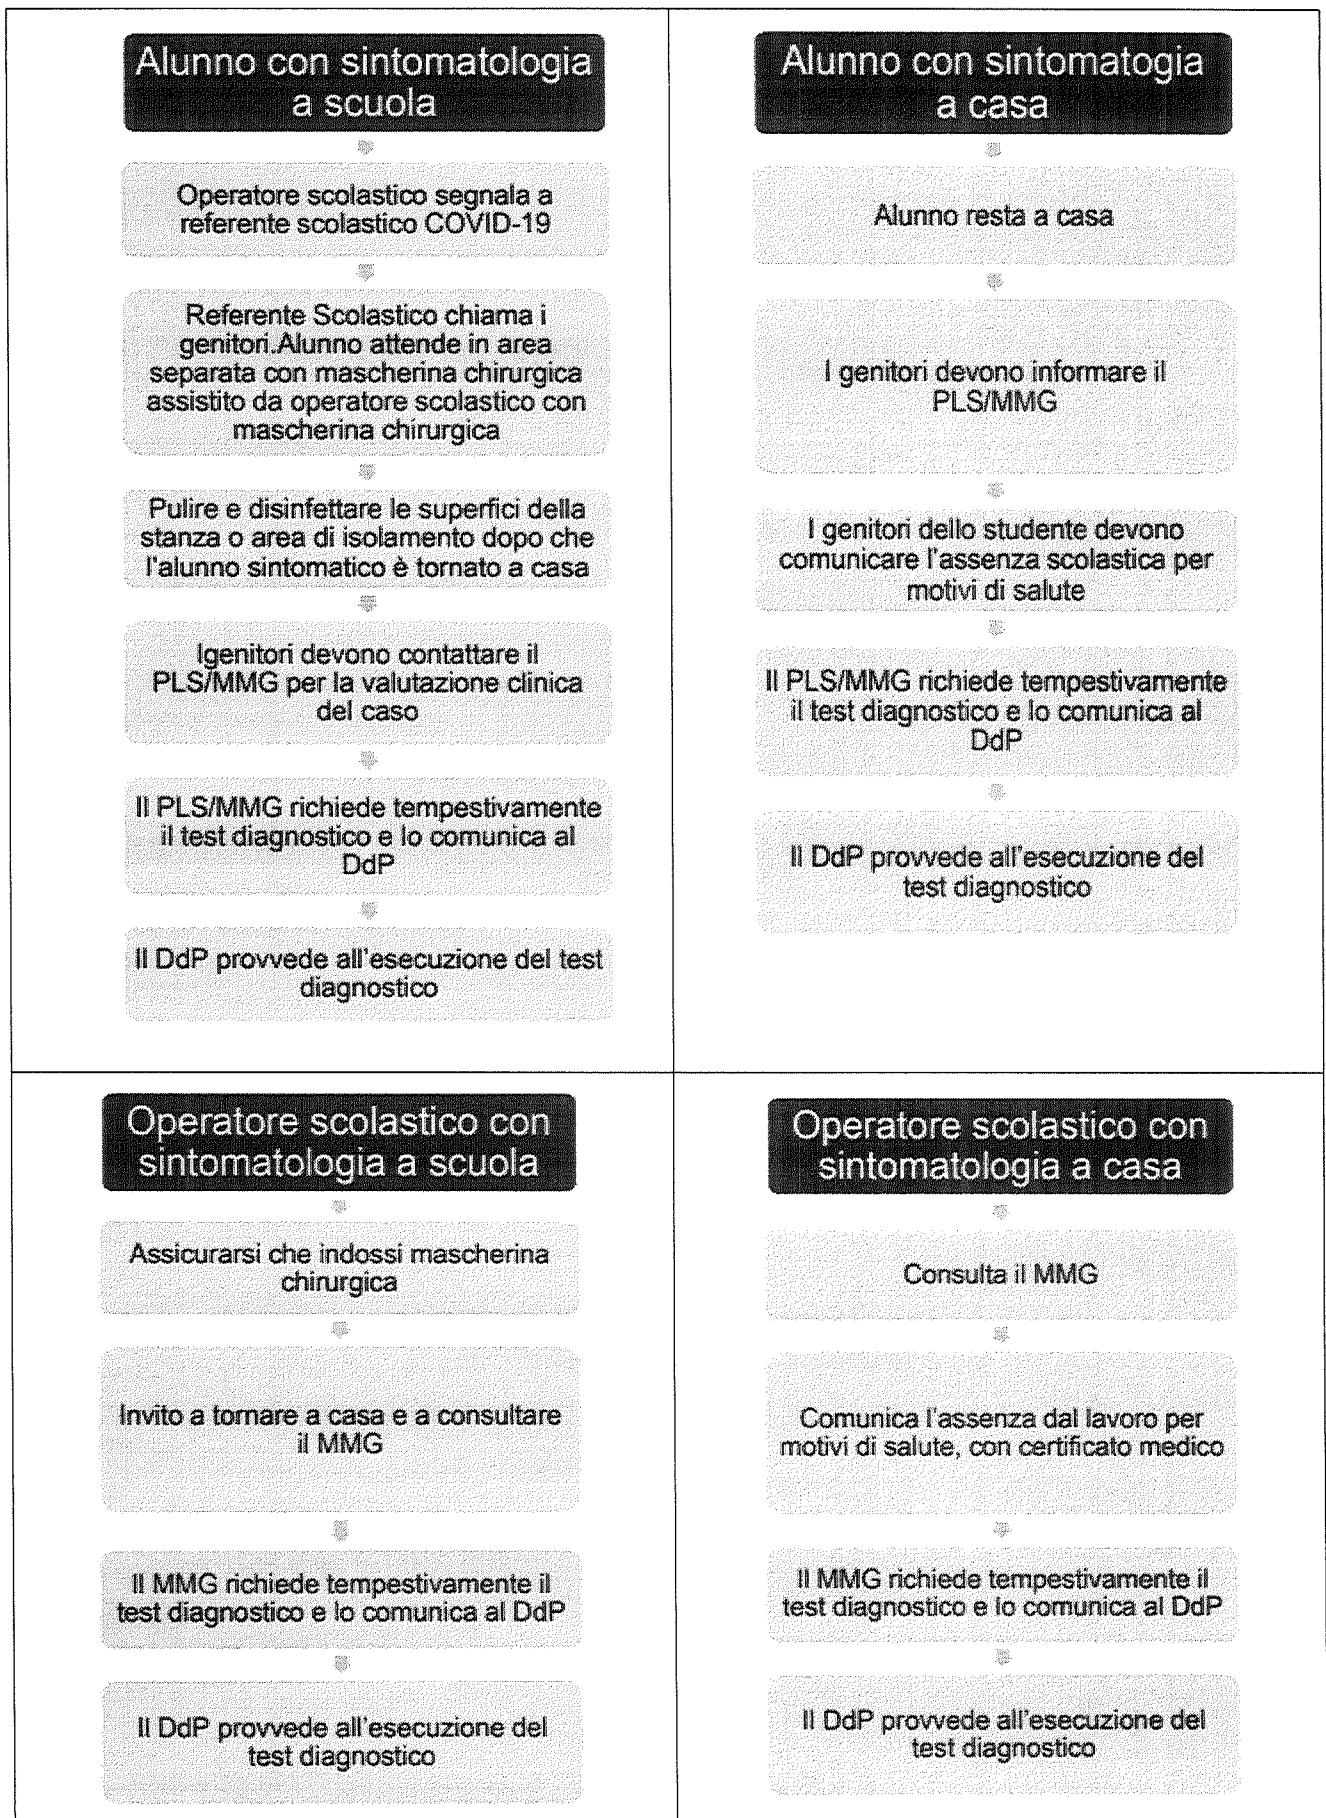 Alunno con sintomatologia
a scuola
Operatore scolastico segnala a
referente scolastico COVID-19
Referente Scolastico chiama i
genitori.Alunno attende in area
separata con mascherina chirurgica
assistito da operatore scolastico con
mascherina chirurgica
Pulire e disinfettare le superfici della
stanza o area di isolamento dopo che
l'alunno sintomatico è tornato a casa
Igenitori devono contattare il
PLS/MMG per la valutazione clinica
del caso
Il PLS/MMG richiede tempestivamente
il test diagnostico e lo comunica al
DdP
Il DdP provvede all'esecuzione del test
diagnostico
Alunno con sintomatogia
a casa
Alunno resta a casa
I genitori devono informare il
PLS/MMG
I genitori dello studente devono
comunicare l'assenza scolastica per
motivi di salute
Il PLS/MMG richiede tempestivamente
il test diagnostico e lo comunica al
DdP
Il DdP provvede all'esecuzione del
test diagnostico
Operatore scolastico con
sintomatologia a scuola
Assicurarsi che indossi mascherina
chirurgica
Invito a tornare a casa e a consultare
il MMG
Il MMG richiede tempestivamente il
test diagnostico e lo comunica al DdP
Il DdP provvede all'esecuzione del
test diagnostico
Operatore scolastico con
sintomatologia a casa
Consulta il MMG
Comunica l'assenza dal lavoro per
motivi di salute, con certificato medico
Il MMG richiede tempestivamente il
test diagnostico e lo comunica al DdP
Il DdP provvede all'esecuzione del
test diagnostico